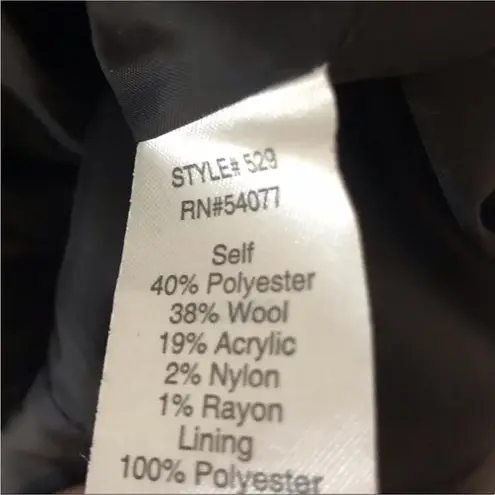 STYLE# 529
RN#54077
Self
40% Polyester
38% Wool
19% Acrylic
2% Nylon
1% Rayon
Lining
100% Polyester